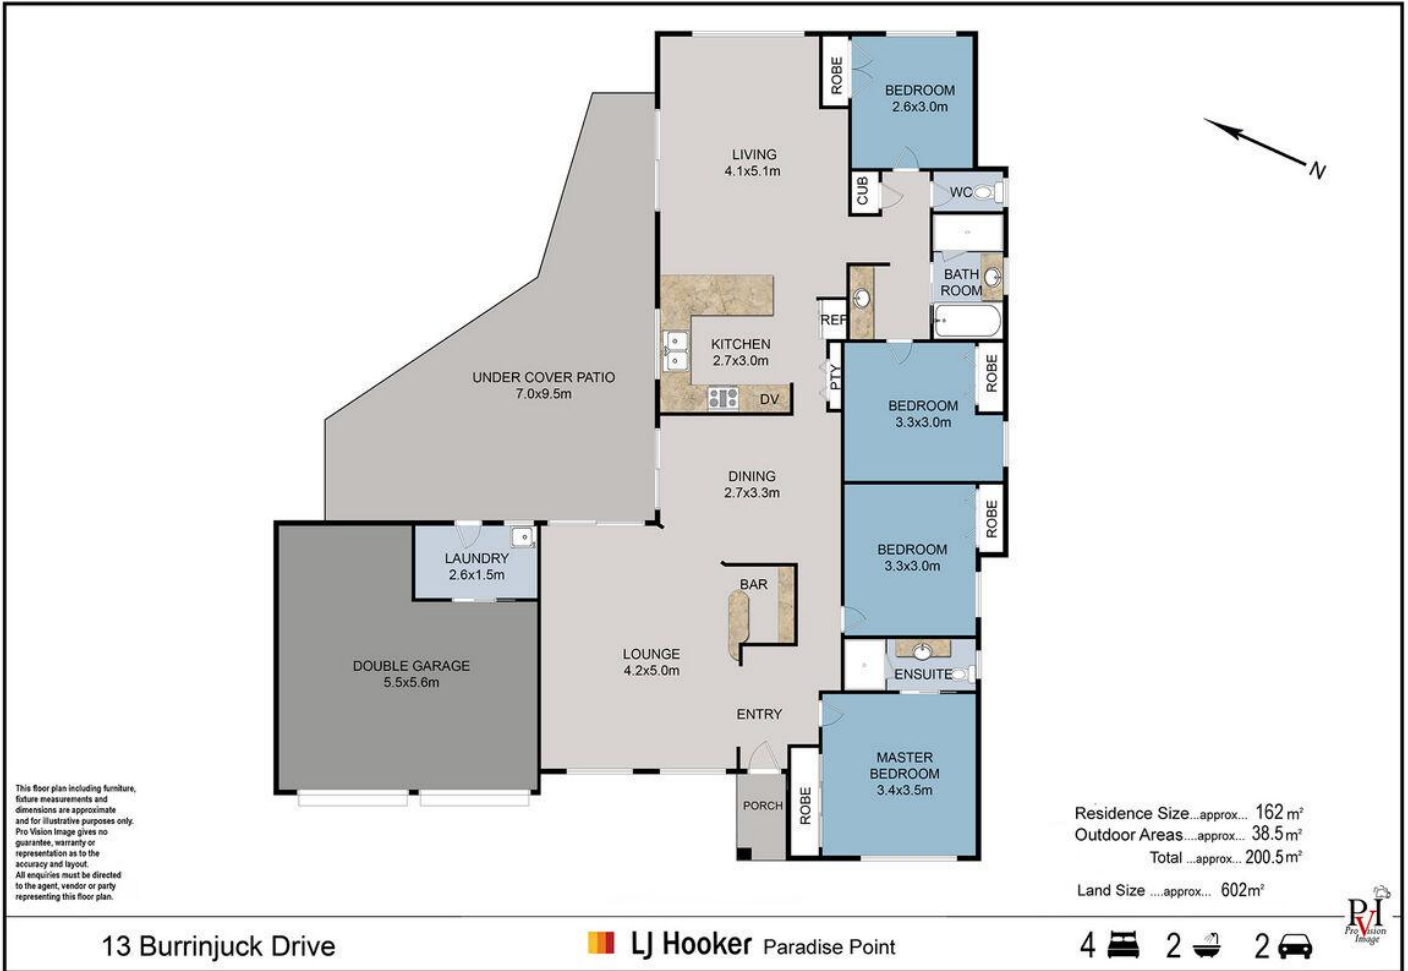 ROBE
BEDROOM
2.6x3.0m
LIVING
4.1x5.1m
CUB
WC
BATH
ROOM
REF
KITCHEN
2.7x3.0m
PTY
ROBE
DV
BEDROOM
3.3x3.0m
UNDER COVER PATIO
7.0x9.5m
DINING
2.7x3.3m
ROBE
BEDROOM
3.3x3.0m
LAUNDRY
2.6x1.5m
BAR
DOUBLE GARAGE
5.5x5.6m
LOUNGE
4.2x5.0m
ENSUITE
ENTRY
MASTER
BEDROOM
3.4x3.5m
PORCH
ROBE
N
This floor plan including furniture,
fixture measurements and
dimensions are approximate
and for illustrative purposes only.
Pro Vision Image gives no
guarantee, warranty or
representation as to the
accuracy and layout.
All enquiries must be directed
to the agent, vendor or party
representing this floor plan.
Residence Size...approx... 162 m²
Outdoor Areas....approx... 38.5m²
Total ...approx... 200.5m²
Land Size ....approx... 602m²
PVI
Pro Vision
Image
13 Burrinjuck Drive
LJ Hooker Paradise Point
4 2 2